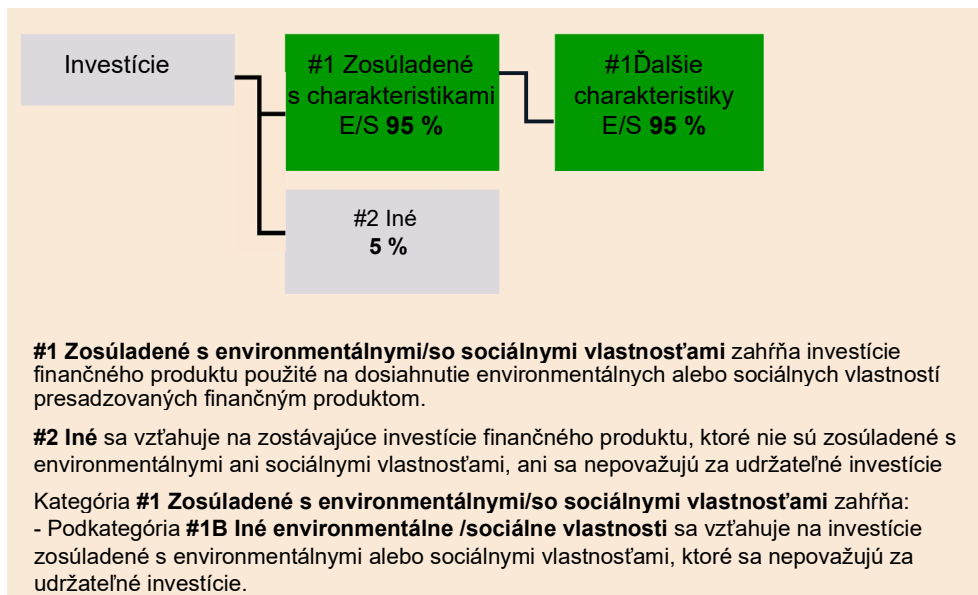 Investície
#1 Zosúladené
s charakteristikami
E/S 95 %
#1Ďalšie
charakteristiky
E/S 95 %
#2 Iné
5 %
#1 Zosúladené s environmentálnymi/so sociálnymi vlastnosťami zahŕňa investície
finančného produktu použité na dosiahnutie environmentálnych alebo sociálnych vlastností
presadzovaných finančným produktom.
#2 Iné sa vzťahuje na zostávajúce investície finančného produktu, ktoré nie sú zosúladené s
environmentálnymi ani sociálnymi vlastnosťami, ani sa nepovažujú za udržateľné investície
Kategória #1 Zosúladené s environmentálnymi/so sociálnymi vlastnosťami zahŕňa:
- Podkategória #1B Iné environmentálne /sociálne vlastnosti sa vzťahuje na investície
zosúladené s environmentálnymi alebo sociálnymi vlastnosťami, ktoré sa nepovažujú za
udržateľné investície.